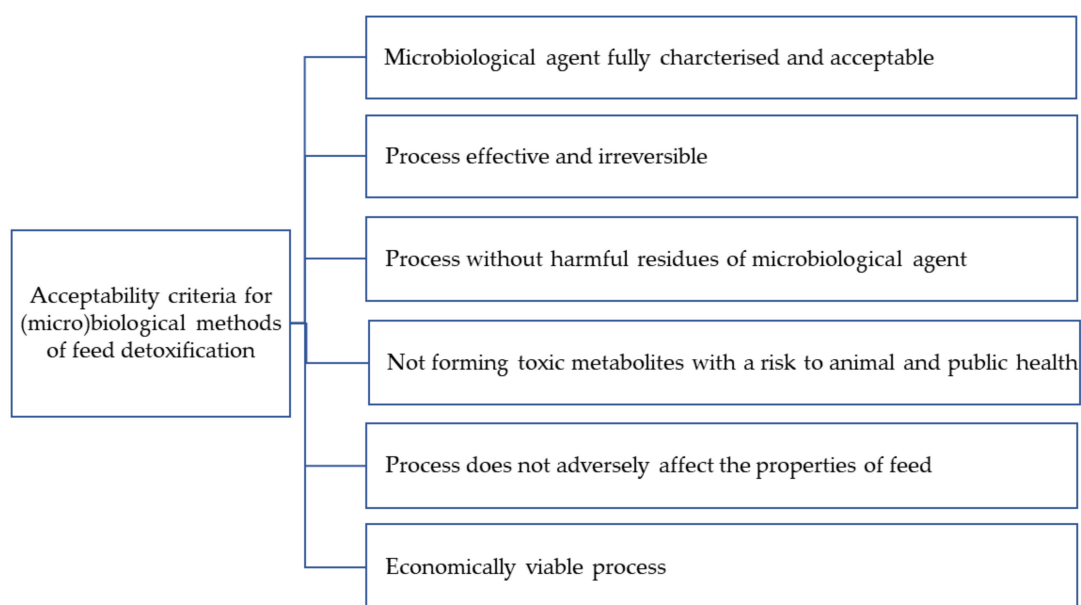 Microbiological agent fully charcterised and acceptable
Process effective and irreversible
Process without harmful residues of microbiological agent
Acceptability criteria for
(micro)biological methods
of feed detoxification
Not forming toxic metabolites with a risk to animal and public health
Process does not adversely affect the properties of feed
Economically viable process